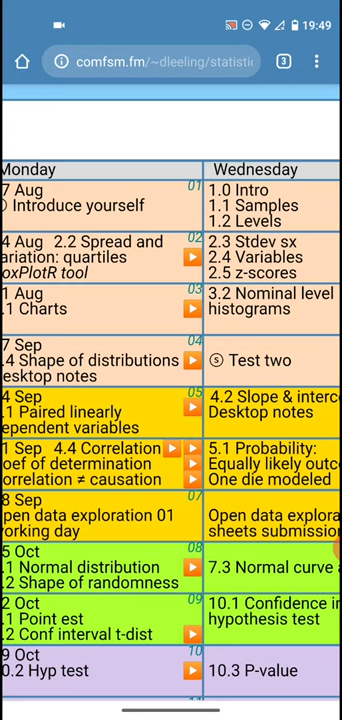 19:49
comfsm.fm/~dleeling/statistic
3
Monday
Wednesday
7 Aug
01
Introduce yourself
1.0 Intro
1.1 Samples
1.2 Levels
4 Aug 2.2 Spread and
02
ariation: quartiles
oxPlotR tool
2.3 Stdev sx
2.4 Variables
2.5 z-scores
1 Aug
03
.1 Charts
3.2 Nominal level
histograms
7 Sep
04
.4 Shape of distributions
esktop notes
Ⓢ Test two
4 Sep
05
.1 Paired linearly
ependent variables
4.2 Slope & interc
Desktop notes
1 Sep 4.4 Correlation
oef of determination
orrelation ≠ causation
5.1 Probability:
Equally likely outc
One die modeled
8 Sep
07
pen data exploration 01
orking day
Open data explora
sheets submission
5 Oct
08
.1 Normal distribution
.2 Shape of randomness
7.3 Normal curve
2 Oct
09
.1 Point est
.2 Conf interval t-dist
10.1 Confidence in
hypothesis test
9 Oct
10
0.2 Hyp test
10.3 P-value